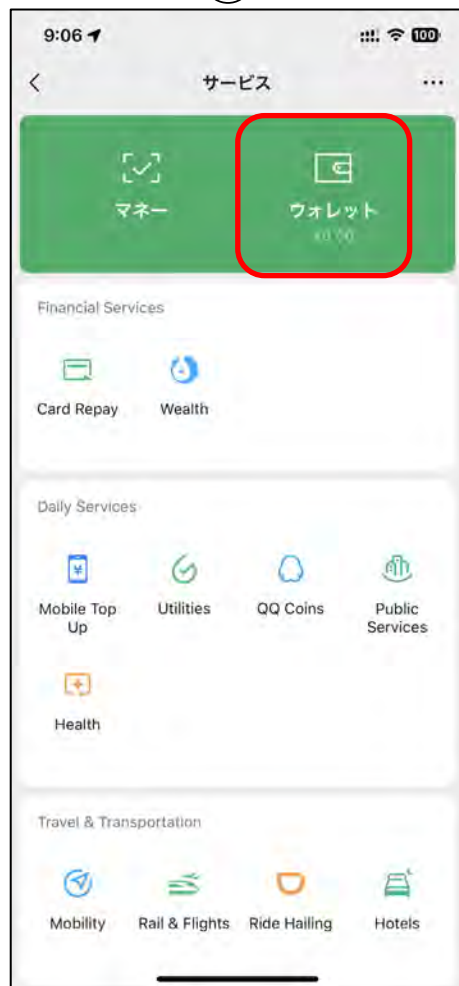 9:06
100
サービス
マネー
ウォレット
¥0.00
Financial Services
Card Repay
Wealth
Daily Services
Mobile Top Up
Utilities
QQ Coins
Public Services
Health
Travel & Transportation
Mobility
Rail & Flights
Ride Hailing
Hotels